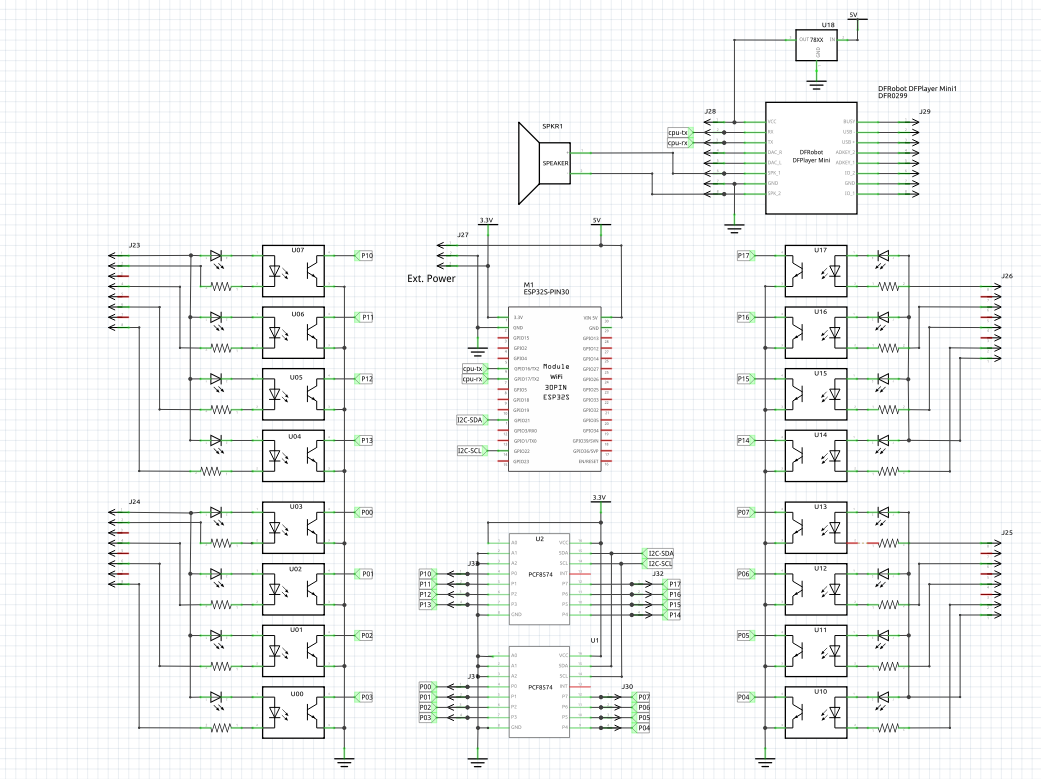 5V
U18
OUT 78XX IN
GND
DFRobot DFPlayer Mini1
DFR0299
J28
J29
SPKR1
SPEAKER
cpu-tx
cpu-rx
VCC
RX
TX
DAC_R
DAC_L
SPK_1
GND
SPK_2
DFRobot
DFPlayer Mini
BUSY
USB-
USB+
ADKEY_2
ADKEY_1
IO_2
GND
IO_1
3.3V
5V
J27
Ext. Power
J23
U07
P10
U06
P11
U05
P12
U04
P13
M1
ESP32S-PIN30
3.3V
GND
GPIO15
GPIO2
GPIO4
GPIO16/TX2
GPIO17/TX2
GPIO5
GPIO18
GPIO19
GPIO21
GPIO3/RX0
GPIO1/TX0
GPIO22
GPIO23
Module
WiFi
30PIN
ESP32S
VIN 5V
GND
GPIO13
GPIO12
GPIO14
GPIO27
GPIO26
GPIO25
GPIO33
GPIO32
GPIO35
GPIO34
GPIO39/SVN
GPIO36/SVP
EN/RESET
cpu-tx
cpu-rx
I2C-SDA
I2C-SCL
U17
P17
J26
U16
P16
U15
P15
U14
P14
J24
U03
P00
U02
P01
U01
P02
U00
P03
3.3V
U2
PCF8574
A0
A1
A2
P0
P1
P2
P3
GND
VCC
SDA
SCL
INT
P7
P6
P5
P4
I2C-SDA
I2C-SCL
J32
P10
P11
P12
P13
P17
P16
P15
P14
U1
PCF8574
A0
A1
A2
P0
P1
P2
P3
GND
VCC
SDA
SCL
INT
P7
P6
P5
P4
J30
P00
P01
P02
P03
P07
P06
P05
P04
U13
P07
J25
U12
P06
U11
P05
U10
P04